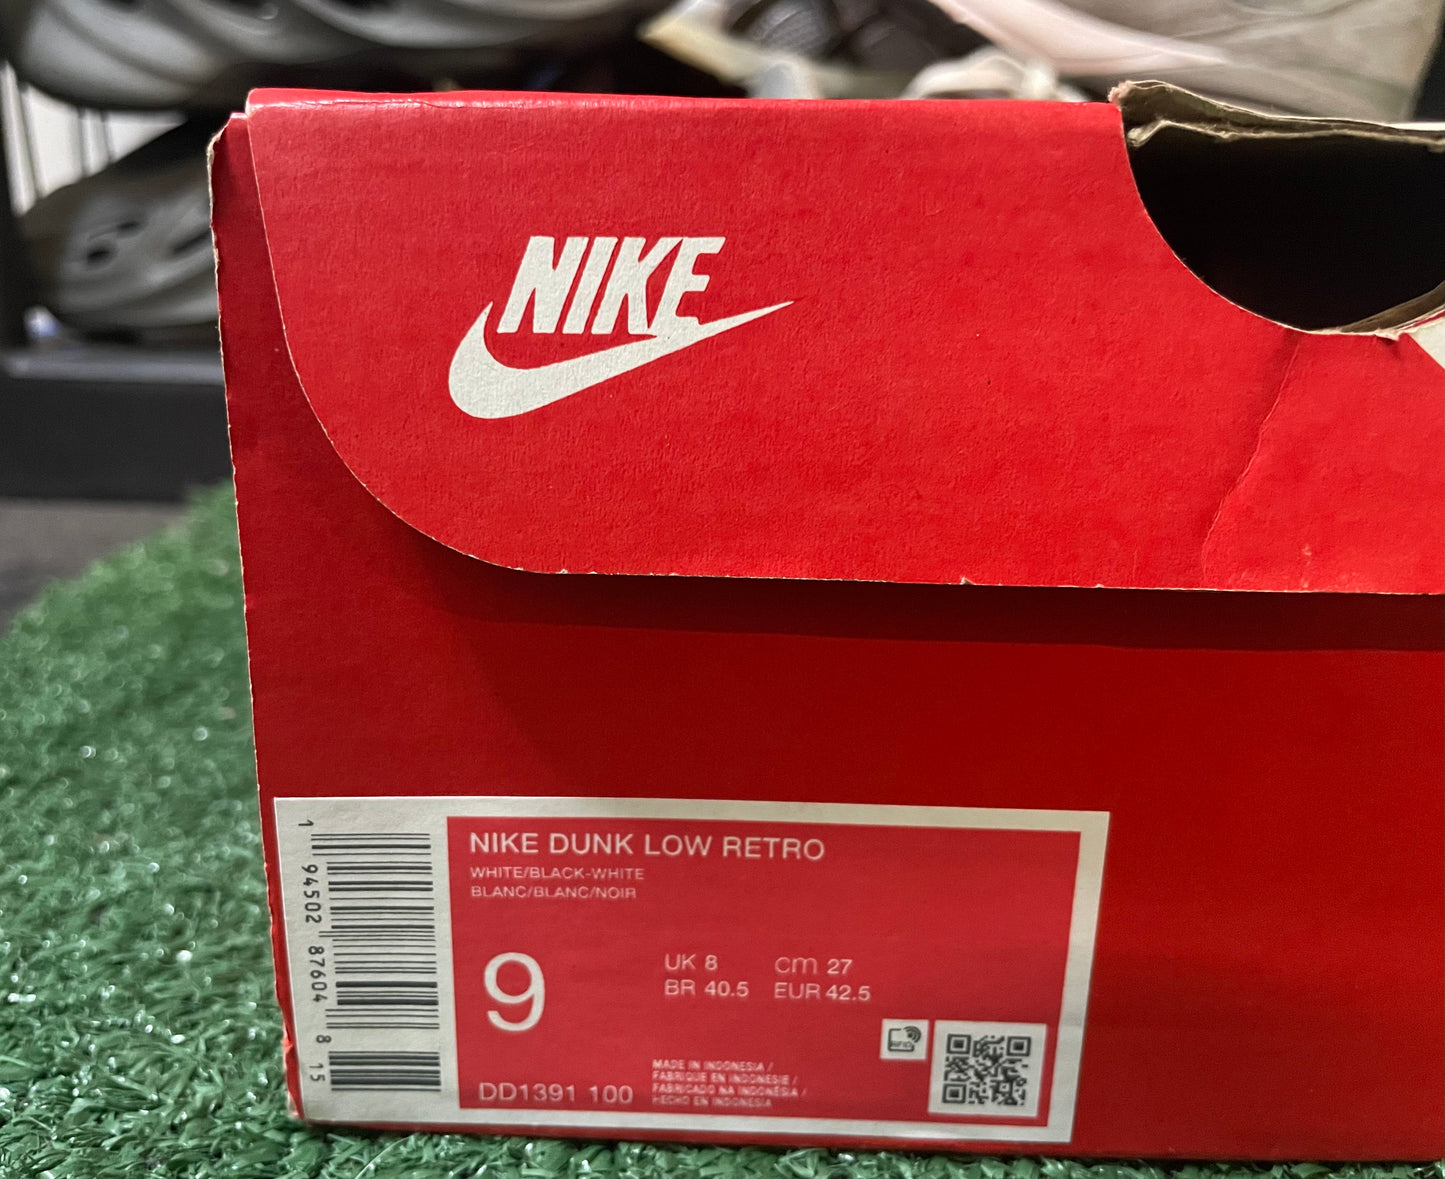 NIKE
NIKE DUNK LOW RETRO
WHITE/BLACK-WHITE
BLANC/BLANC/NOIR
9
UK 8 cm 27
BR 40.5 EUR 42.5
RFID
DD1391 100
MADE IN INDONESIA /
FABRIQUE EN INDONESIE /
FABRICADO NA INDONÉSIA /
HECHO EN INDONESIA
1 94502 87604 8 15